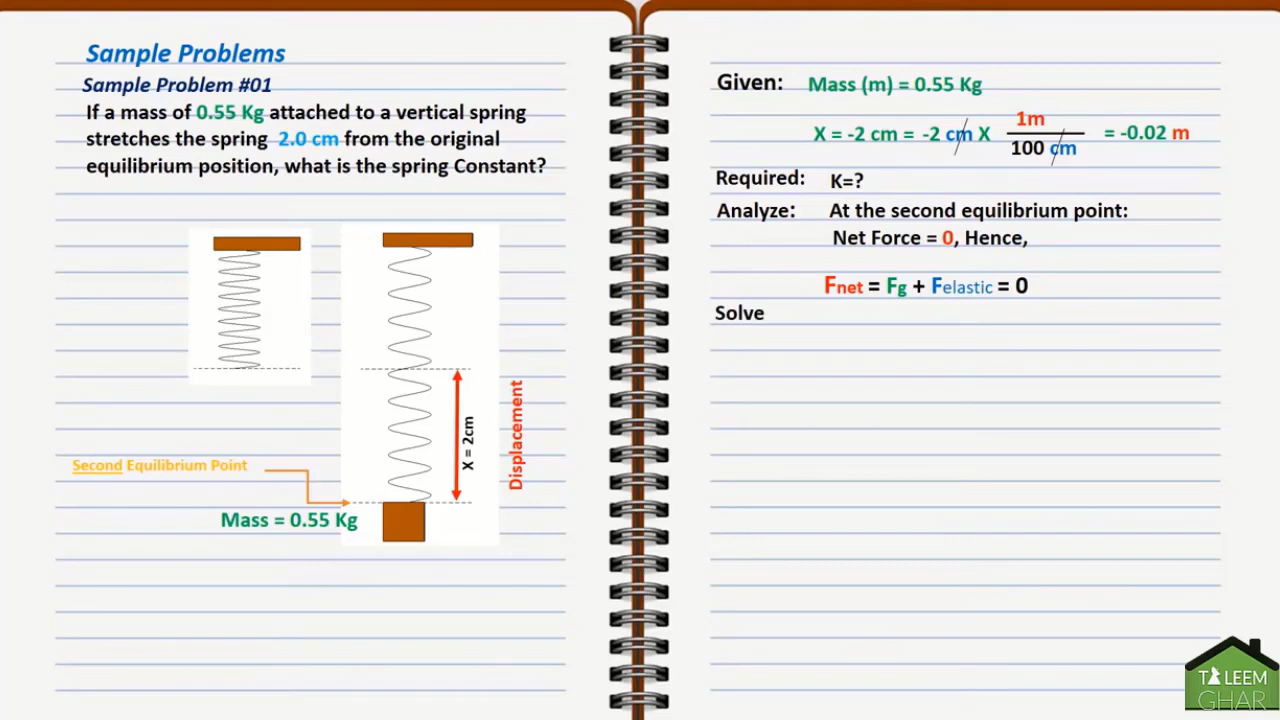 Sample Problems
Sample Problem #01
If a mass of 0.55 Kg attached to a vertical spring
stretches the spring 2.0 cm from the original
equilibrium position, what is the spring Constant?
X = 2cm
Displacement
Second Equilibrium Point
Mass = 0.55 Kg
Given: Mass (m) = 0.55 Kg
X = -2 cm = -2 cm X 1m / 100 cm = -0.02 m
Required: K=?
Analyze: At the second equilibrium point:
Net Force = 0, Hence,
Fnet = Fg + Felastic = 0
Solve
TALEEM
GHAR